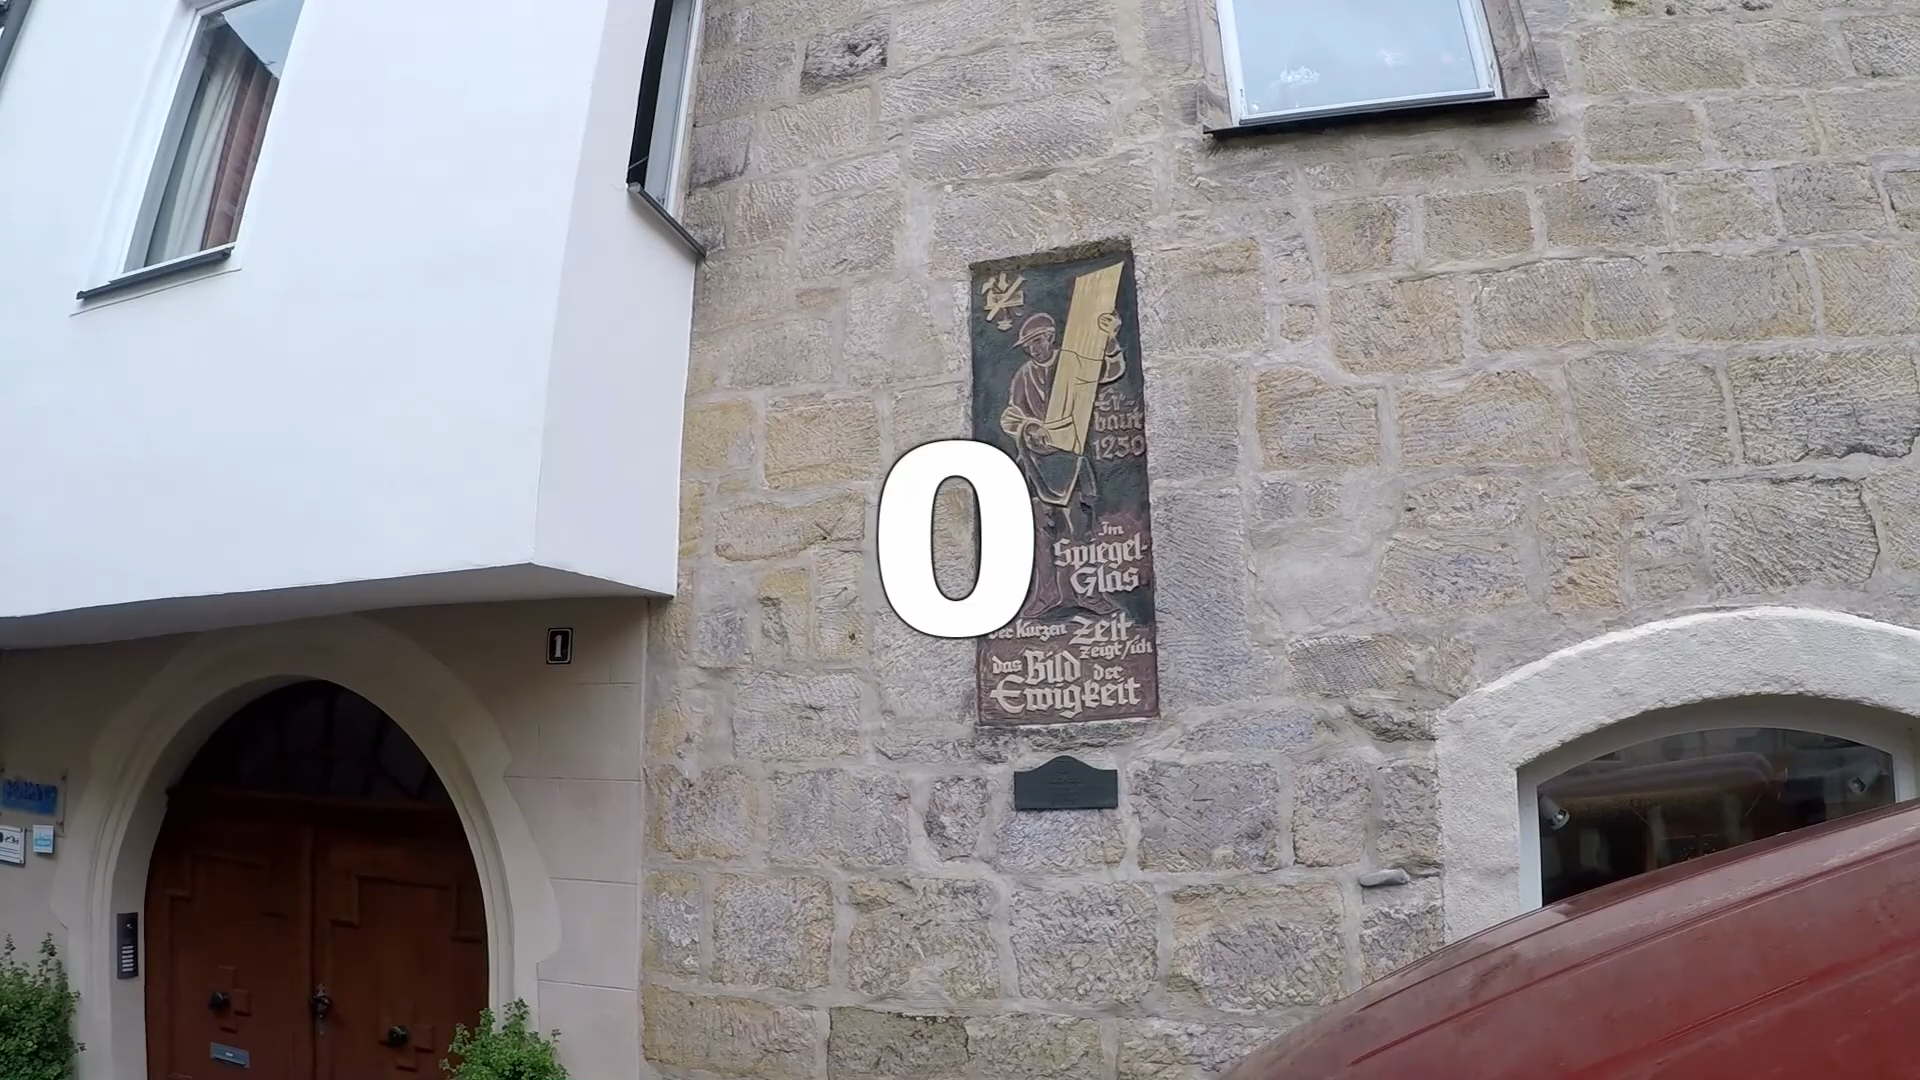 Er-
baut
1250
0
Im
Spiegel-
Glas
der kurzen Zeit
zeigt sich
das Bild der
Ewigkeit
1